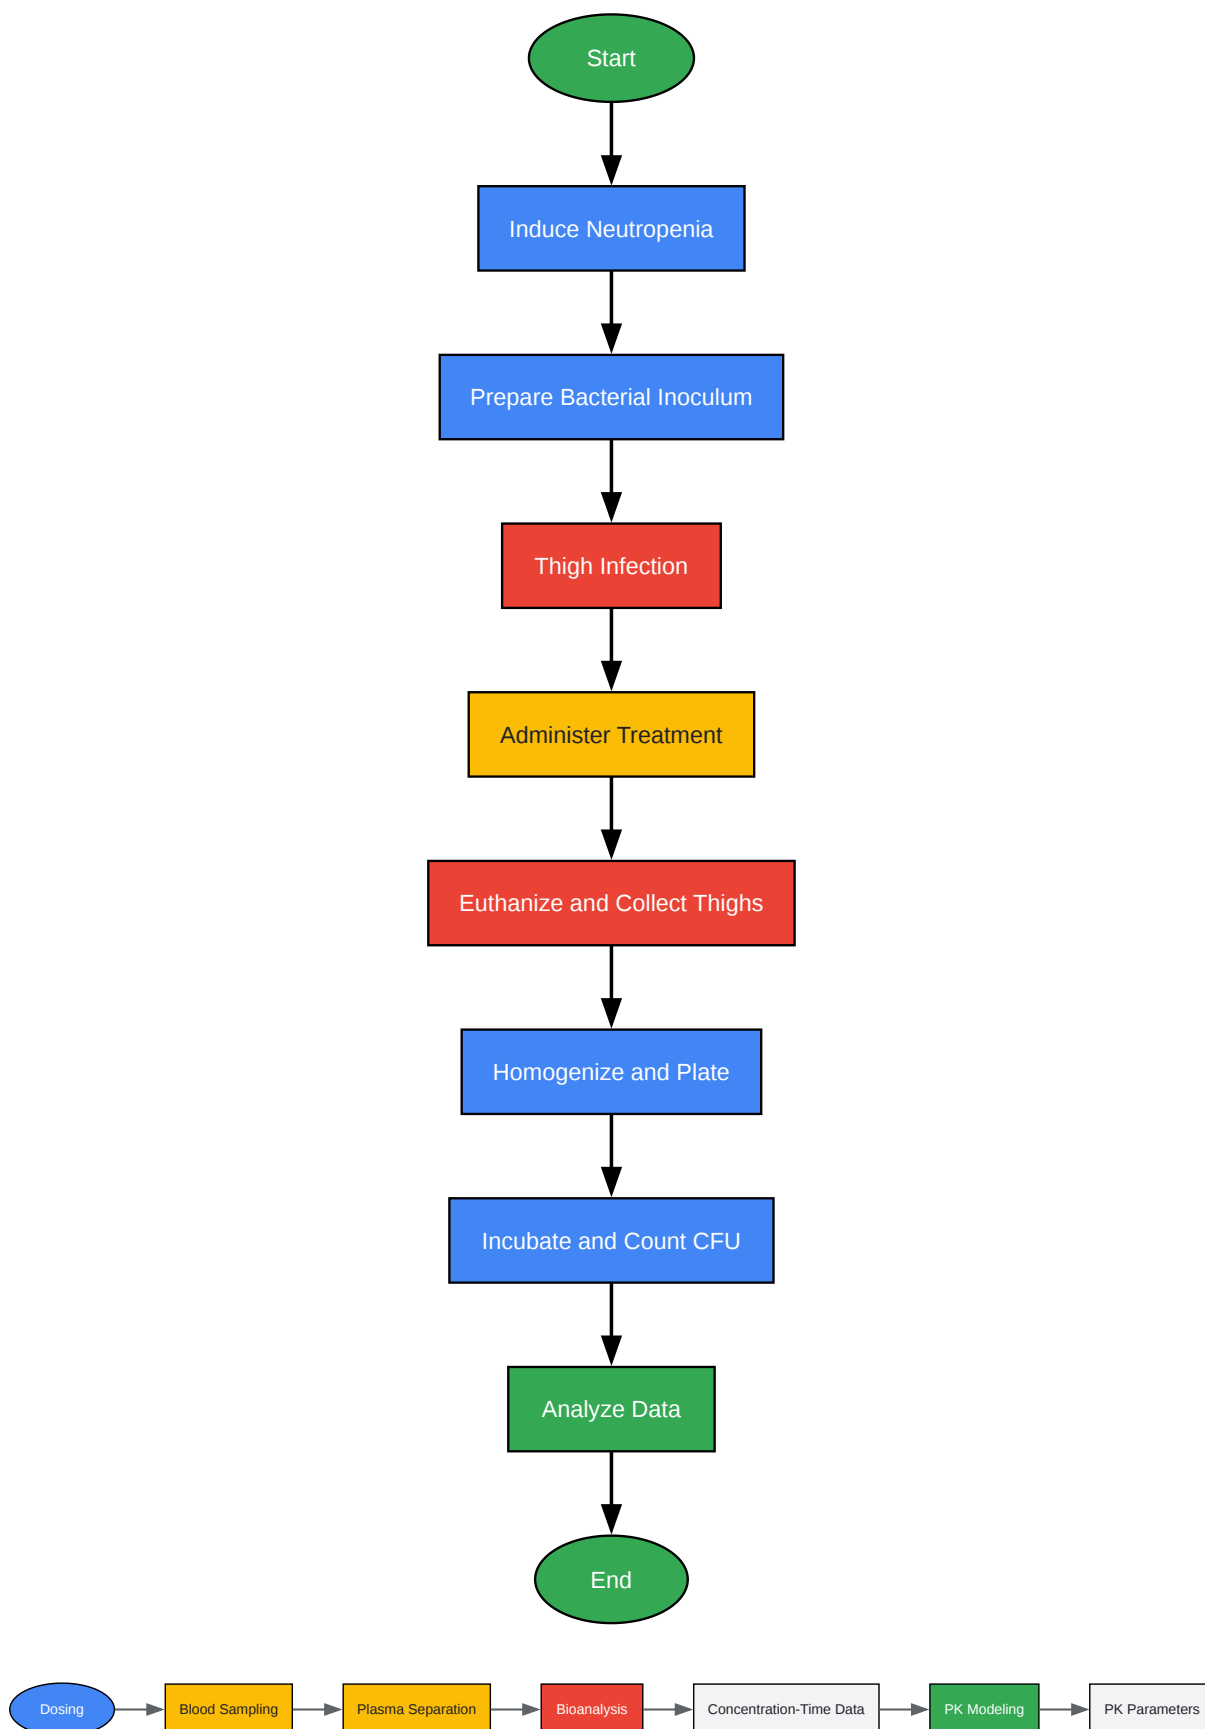 Start
Induce Neutropenia
Prepare Bacterial Inoculum
Thigh Infection
Administer Treatment
Euthanize and Collect Thighs
Homogenize and Plate
Incubate and Count CFU
Analyze Data
End
Dosing
Blood Sampling
Plasma Separation
Bioanalysis
Concentration-Time Data
PK Modeling
PK Parameters